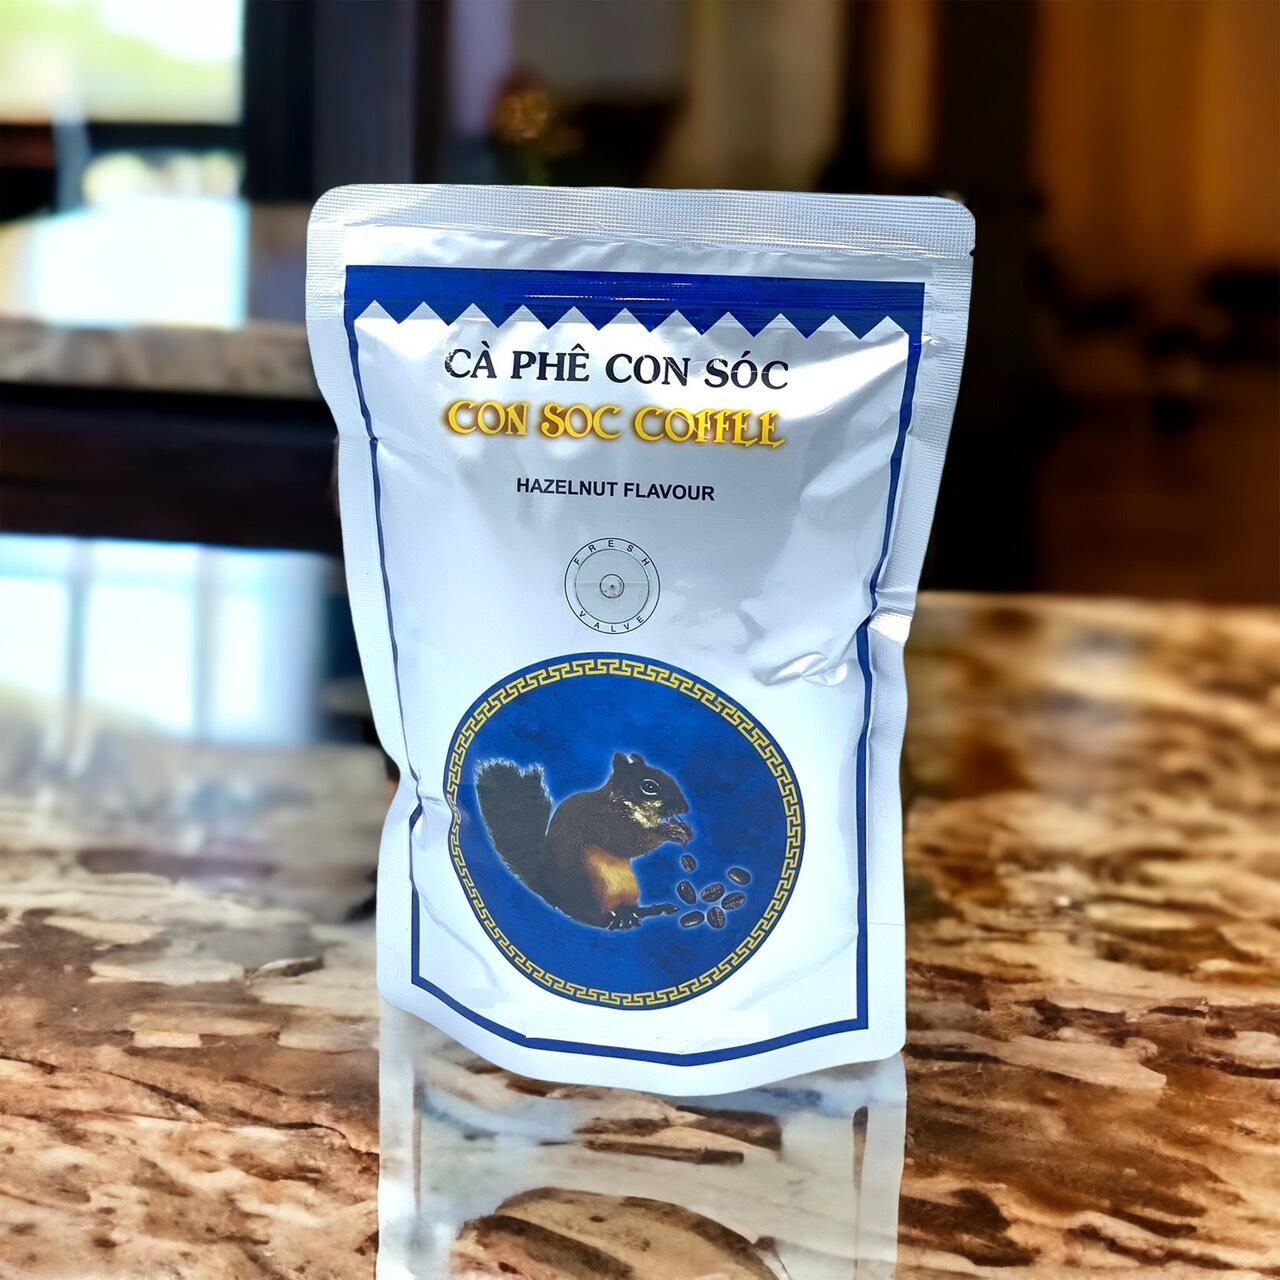 CÀ PHÊ CON SÓC
CON SOC COFFEE
HAZELNUT FLAVOUR
FRESH
VALVE